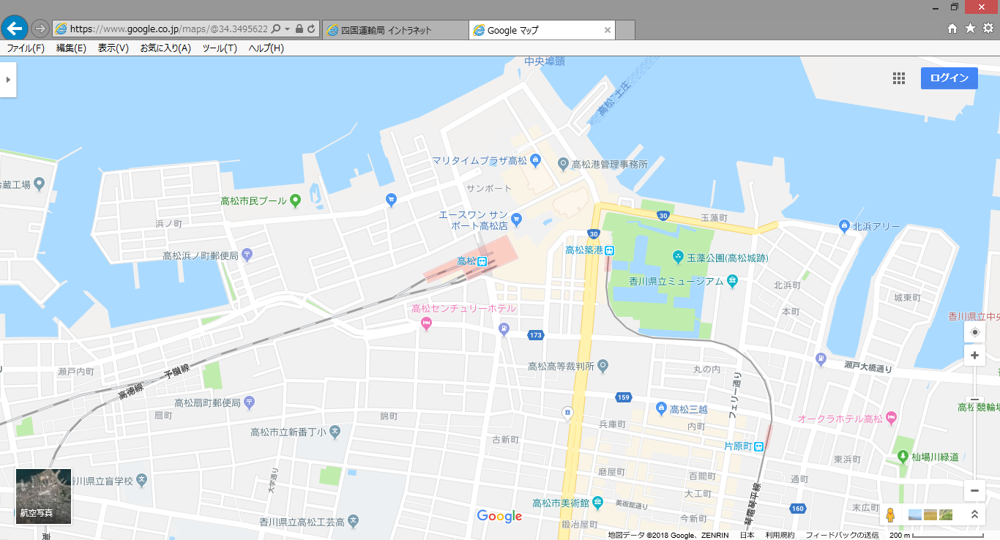 https://www.google.co.jp/maps/@34.3495622
四国運輸局 イントラネット
Google マップ
ファイル(F)
編集(E)
表示(V)
お気に入り(A)
ツール(T)
ヘルプ(H)
中央埠頭
ログイン
高松-土庄
マリタイムプラザ高松
高松港管理事務所
蔵工場
サンポート
高松市民プール
浜ノ町
エースワン サン
ポート高松店
30
玉藻町
北浜アリー
30
高松築港
高松浜ノ町郵便局
高松
玉藻公園(高松城跡)
香川県立ミュージアム
北浜町
城東町
本町
高松センチュリーホテル
香川県立中央
173
瀬戸内町
予讃線
高徳線
高松高等裁判所
丸の内
瀬戸大橋通り
フェリー通り
高松扇町郵便局
扇町
159
高松三越
高松競輪場
錦町
兵庫町
内町
オークラホテル高松
高松市立新番丁小
古新町
片原町
杣場川緑道
東浜町
磨屋町
百間町
通町
大学通り
香川県立盲学校
大工町
琴電琴平線
高松市美術館
美術館通り
末広町
160
航空写真
香川県立高松工芸高
Google
鍛冶屋町
今新町
地図データ ©2018 Google、ZENRIN
日本
利用規約
フィードバックの送信
200 m